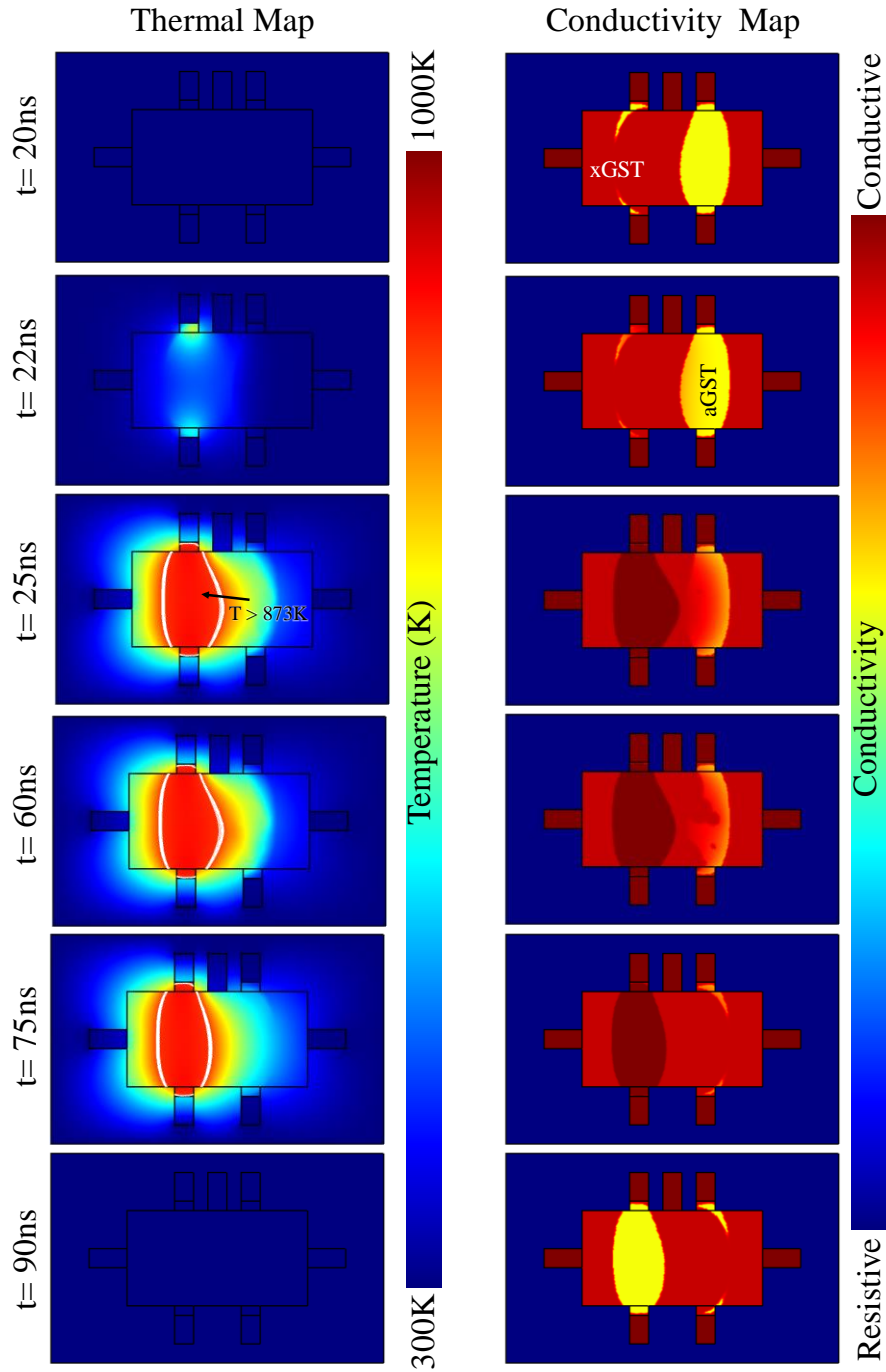 Thermal Map
Conductivity Map
t= 20ns
1000K
xGST
Conductive
t= 22ns
aGST
t= 25ns
T > 873K
Temperature (K)
Conductivity
t= 60ns
t= 75ns
t= 90ns
300K
Resistive